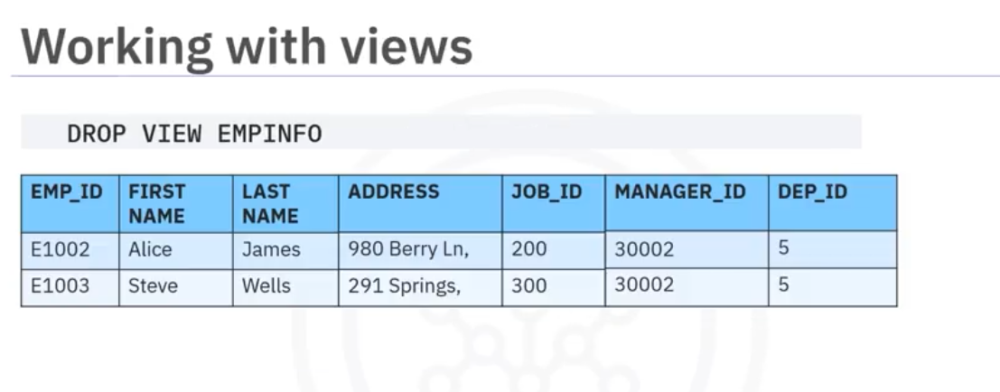 Working with views
DROP VIEW EMPINFO
EMP_ID FIRST NAME LAST NAME ADDRESS JOB_ID MANAGER_ID DEP_ID
E1002 Alice James 980 Berry Ln, 200 30002 5
E1003 Steve Wells 291 Springs, 300 30002 5